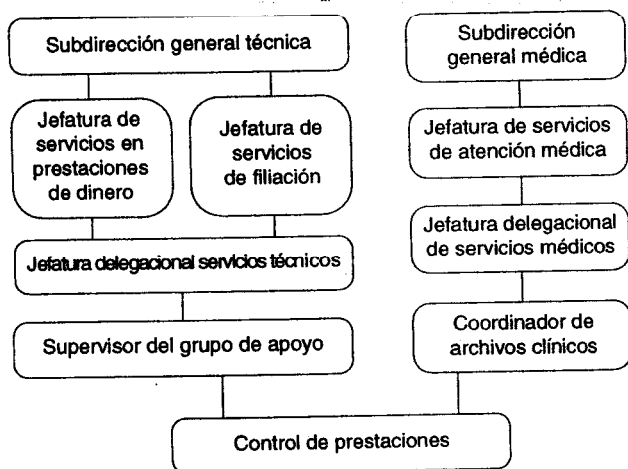 Subdirección general técnica
Subdirección
general médica
Jefatura de
servicios en
prestaciones
de dinero
Jefatura de
servicios
de filiación
Jefatura de servicios
de atención médica
Jefatura delegacional servicios técnicos
Jefatura delegacional
de servicios médicos
Supervisor del grupo de apoyo
Coordinador de
archivos clínicos
Control de prestaciones